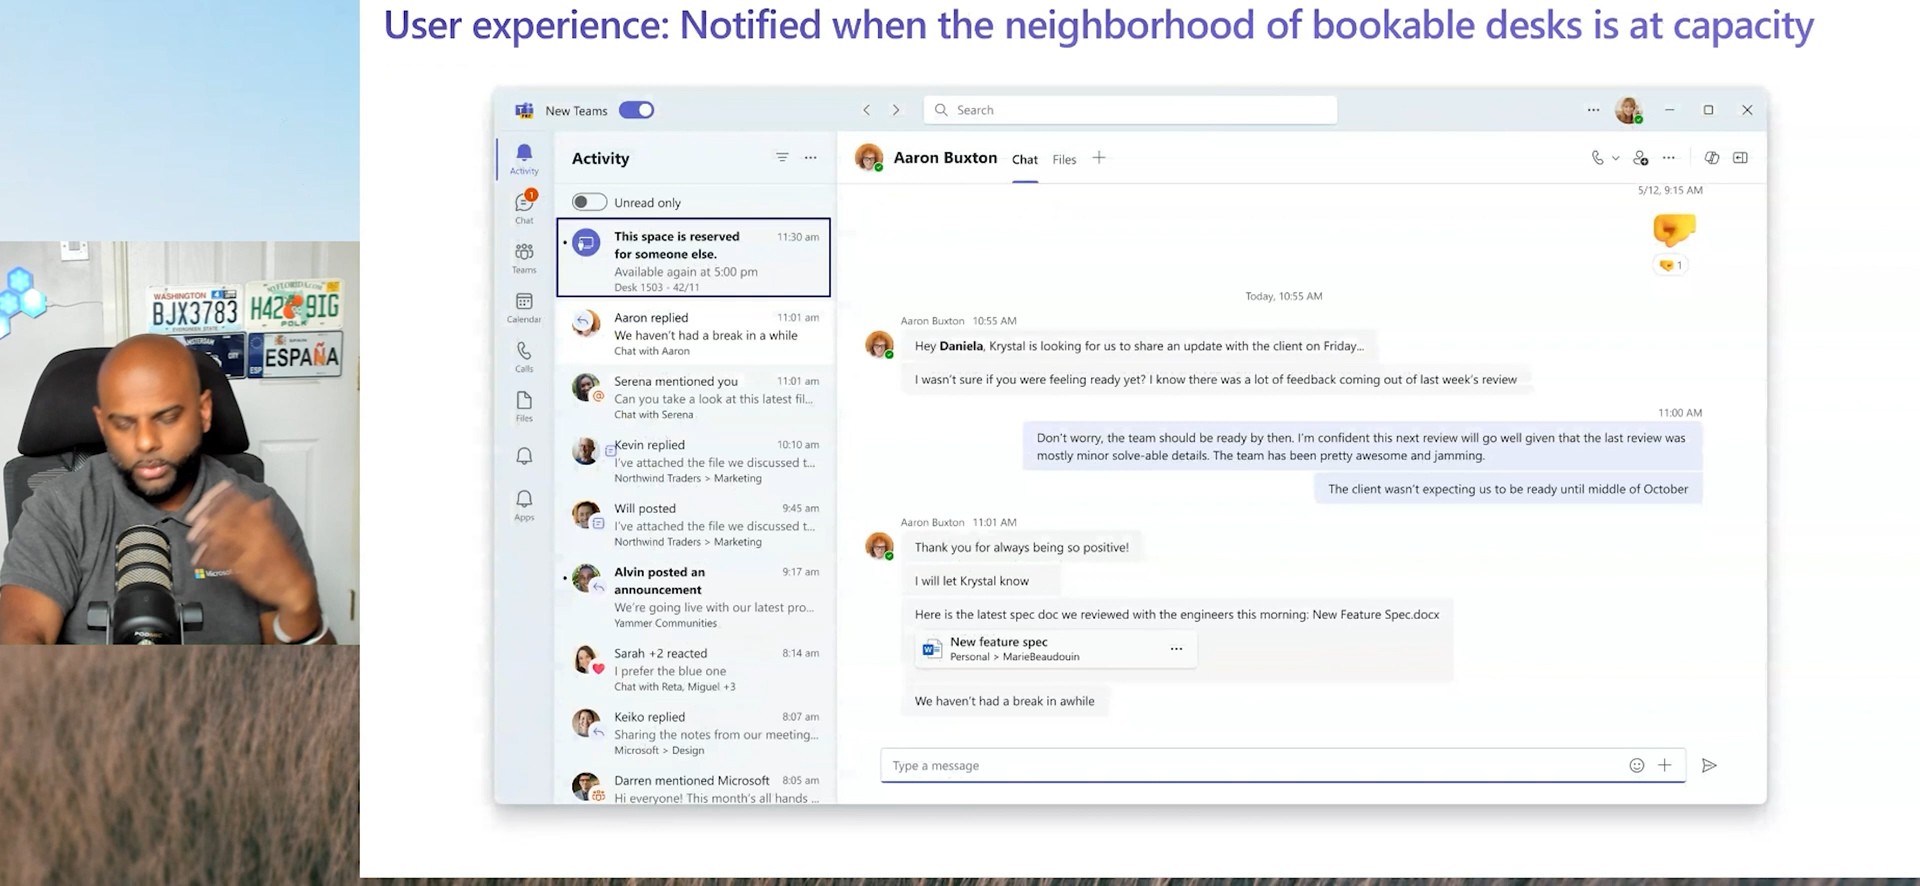 User experience: Notified when the neighborhood of bookable desks is at capacity
New Teams
Search
Activity
Chat
1
Teams
Calendar
Calls
Files
Apps
Activity
Unread only
This space is reserved
for someone else.
11:30 am
Available again at 5:00 pm
Desk 1503 - 42/11
Aaron replied
11:01 am
We haven't had a break in a while
Chat with Aaron
Serena mentioned you
11:01 am
Can you take a look at this latest fil...
Chat with Serena
Kevin replied
10:10 am
I've attached the file we discussed t...
Northwind Traders > Marketing
Will posted
9:45 am
I've attached the file we discussed t...
Northwind Traders > Marketing
Alvin posted an
announcement
9:17 am
We're going live with our latest pro...
Yammer Communities
Sarah +2 reacted
8:14 am
I prefer the blue one
Chat with Reta, Miguel +3
Keiko replied
8:07 am
Sharing the notes from our meeting...
Microsoft > Design
Darren mentioned Microsoft
8:05 am
Hi everyone! This month's all hands ...
Aaron Buxton
Chat
Files
5/12, 9:15 AM
1
Today, 10:55 AM
Aaron Buxton 10:55 AM
Hey Daniela, Krystal is looking for us to share an update with the client on Friday...
I wasn't sure if you were feeling ready yet? I know there was a lot of feedback coming out of last week's review
11:00 AM
Don't worry, the team should be ready by then. I'm confident this next review will go well given that the last review was
mostly minor solve-able details. The team has been pretty awesome and jamming.
The client wasn't expecting us to be ready until middle of October
Aaron Buxton 11:01 AM
Thank you for always being so positive!
I will let Krystal know
Here is the latest spec doc we reviewed with the engineers this morning: New Feature Spec.docx
New feature spec
Personal > MarieBeaudouin
We haven't had a break in awhile
Type a message
WASHINGTON
BJX3783
H42 9IG
POLK
CITY
ESP
ESPAÑA